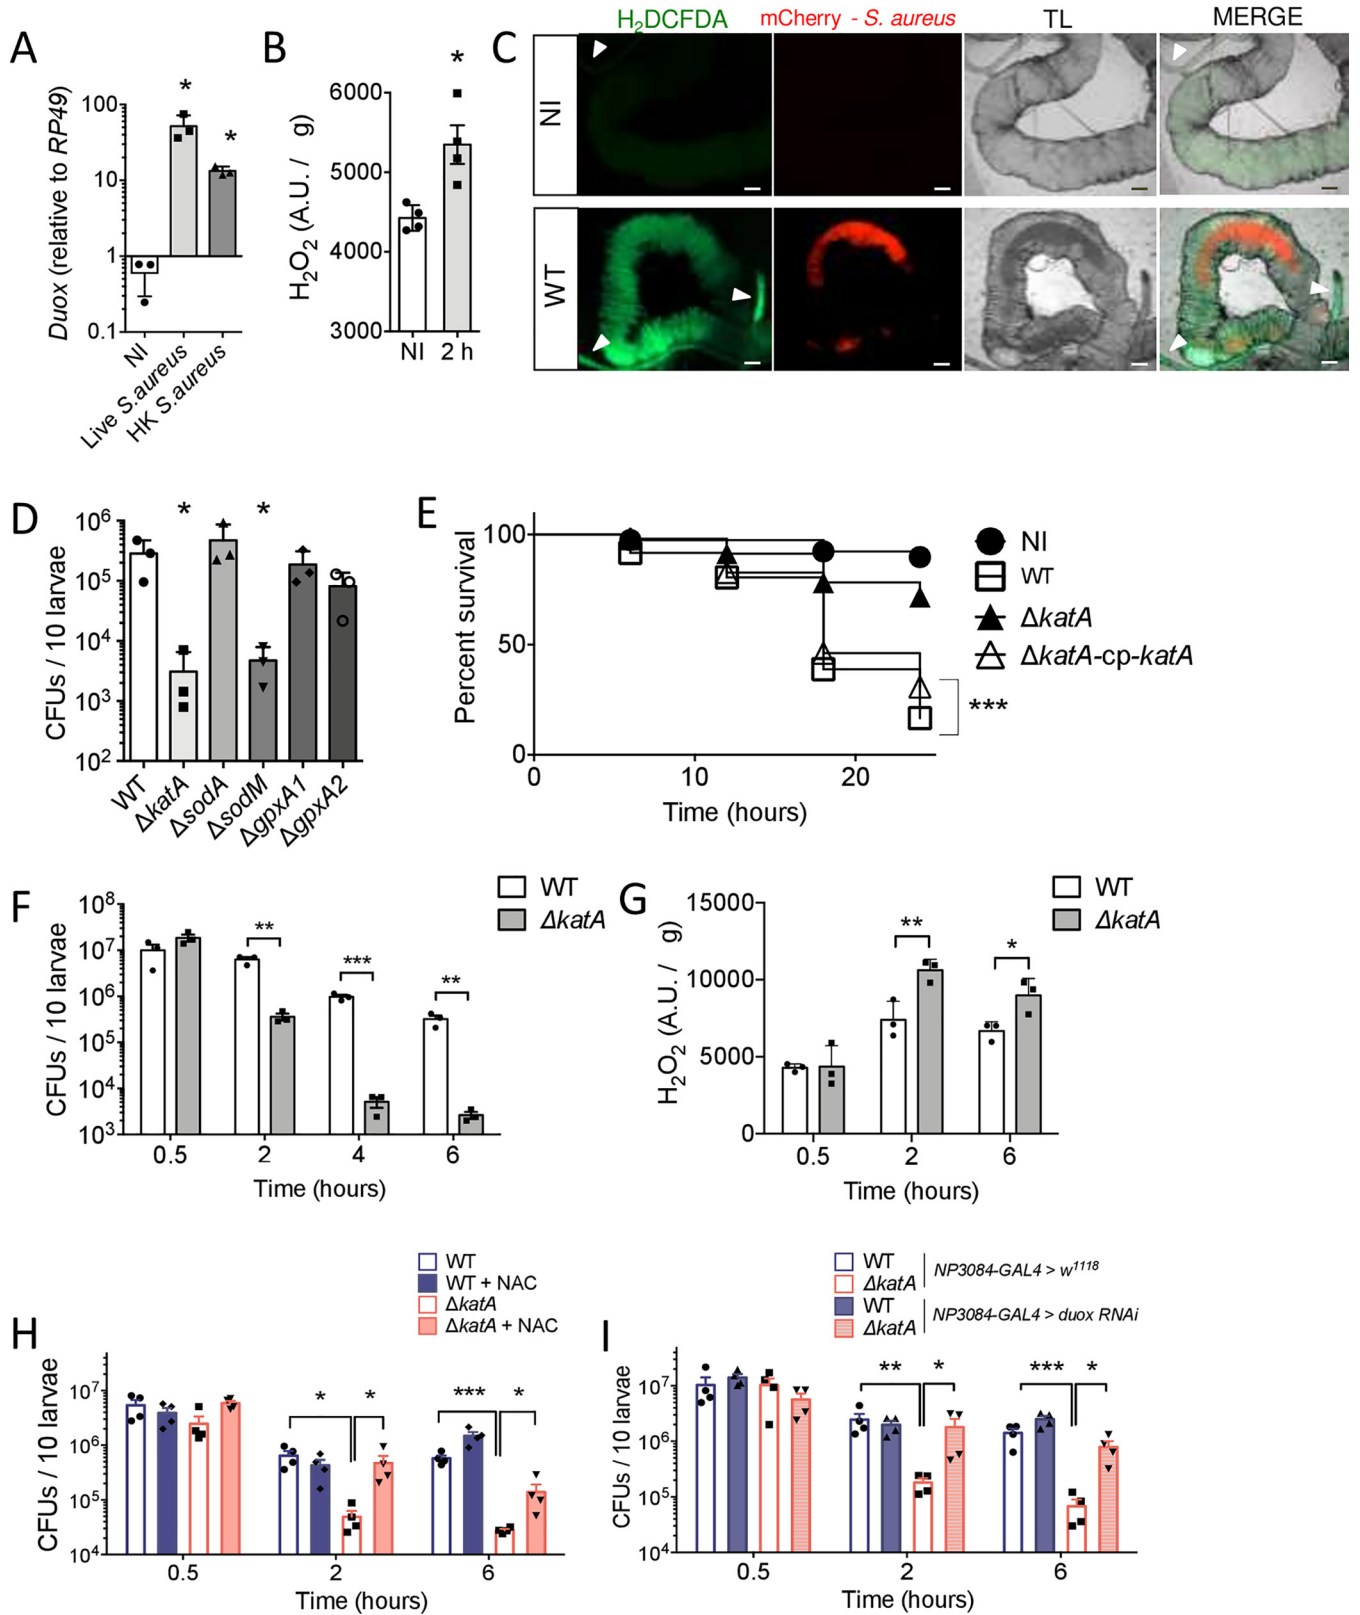 A
Duox (relative to RP49)
100
10
1
0.1
*
*
NI
Live S.aureus
HK S.aureus
B
H2O2 (A.U. / g)
6000
5000
4000
3000
*
NI
2 h
C
H2DCFDA
mCherry - S. aureus
TL
MERGE
NI
WT
D
CFUs / 10 larvae
10^6
10^5
10^4
10^3
10^2
*
*
WT
ΔkatA
ΔsodA
ΔsodM
ΔgpxA1
ΔgpxA2
E
Percent survival
100
50
0
0
10
20
Time (hours)
NI
WT
ΔkatA
ΔkatA-cp-katA
***
F
WT
ΔkatA
CFUs / 10 larvae
10^8
10^7
10^6
10^5
10^4
10^3
**
***
**
0.5
2
4
6
Time (hours)
G
WT
ΔkatA
H2O2 (A.U. / g)
15000
10000
5000
0
**
*
0.5
2
6
Time (hours)
H
WT
WT + NAC
ΔkatA
ΔkatA + NAC
CFUs / 10 larvae
10^7
10^6
10^5
10^4
*
*
***
*
0.5
2
6
Time (hours)
I
WT
ΔkatA
NP3084-GAL4 > w^1118
WT
ΔkatA
NP3084-GAL4 > duox RNAi
CFUs / 10 larvae
10^7
10^6
10^5
10^4
**
*
***
*
0.5
2
6
Time (hours)